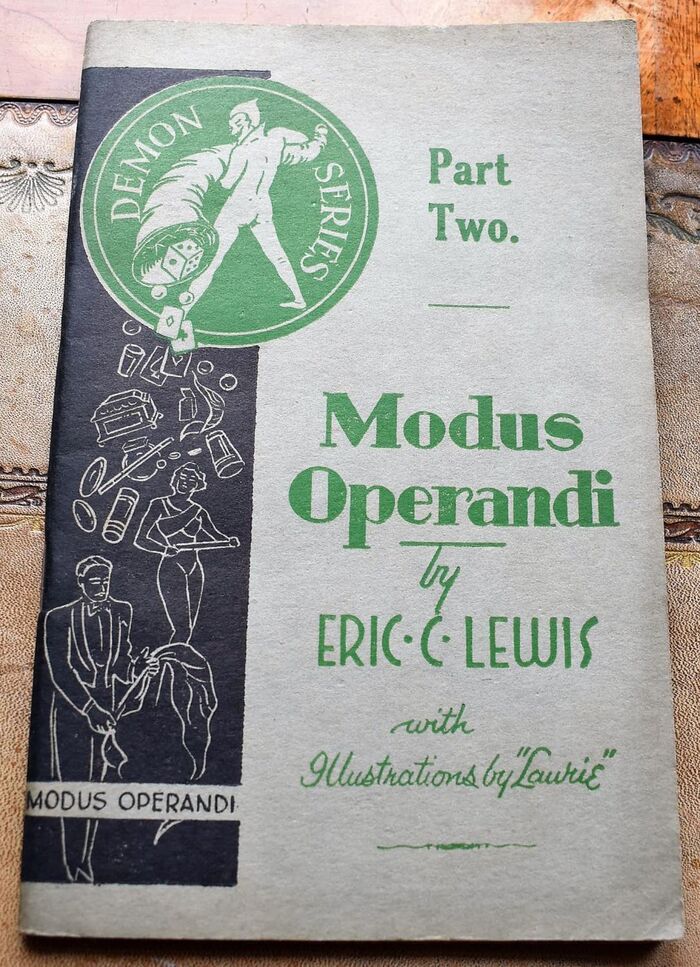 DEMON SERIES
Part
Two.
Modus
Operandi
by
ERIC·C·LEWIS
with
Illustrations by "Laurie"
MODUS OPERANDI